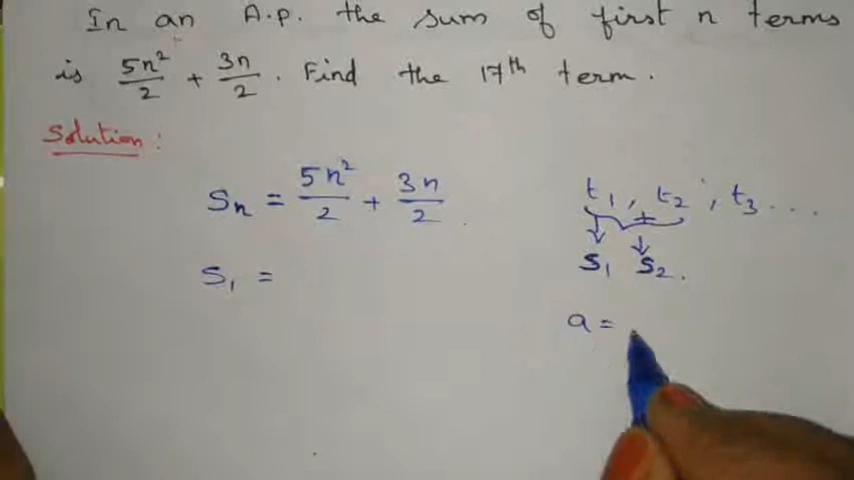 In an A.p. the sum of first n terms
is 5n²/2 + 3n/2 . Find the 17th term.
Solution:
Sn = 5n²/2 + 3n/2
t1, t2, t3 ...
+
S1 =
S1 S2.
a =